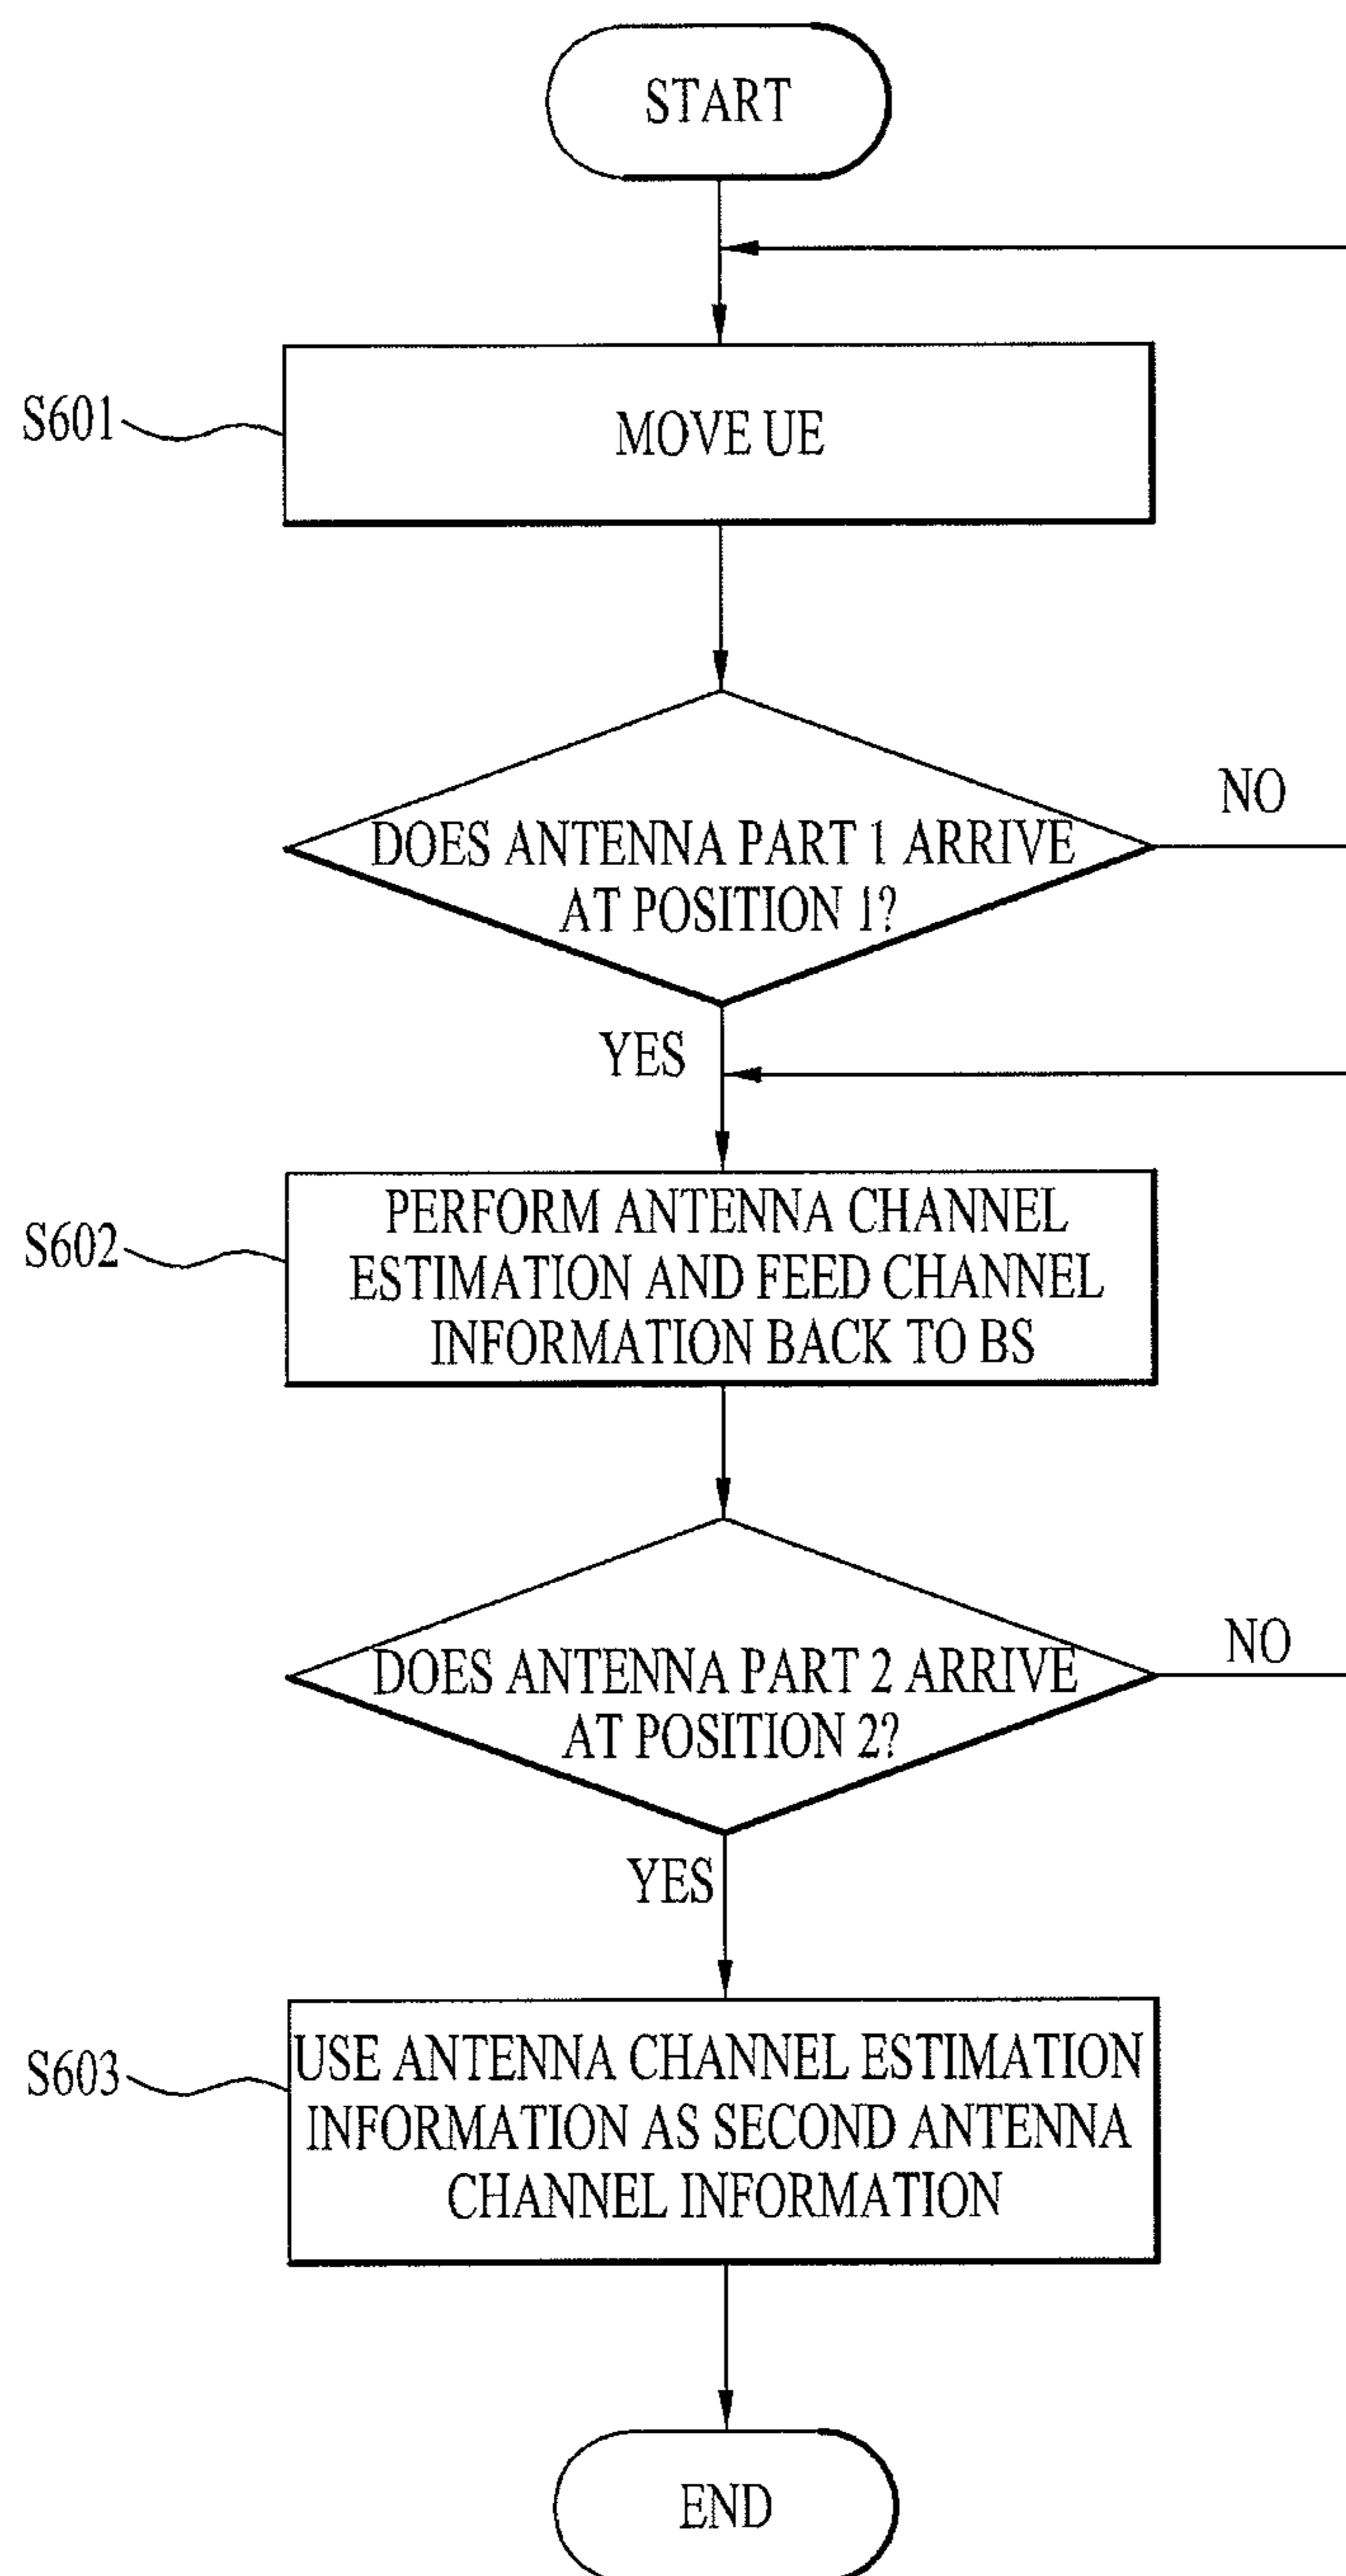 START
S601
MOVE UE
DOES ANTENNA PART 1 ARRIVE
AT POSITION 1?
NO
YES
S602
PERFORM ANTENNA CHANNEL
ESTIMATION AND FEED CHANNEL
INFORMATION BACK TO BS
DOES ANTENNA PART 2 ARRIVE
AT POSITION 2?
NO
YES
S603
USE ANTENNA CHANNEL ESTIMATION
INFORMATION AS SECOND ANTENNA
CHANNEL INFORMATION
END